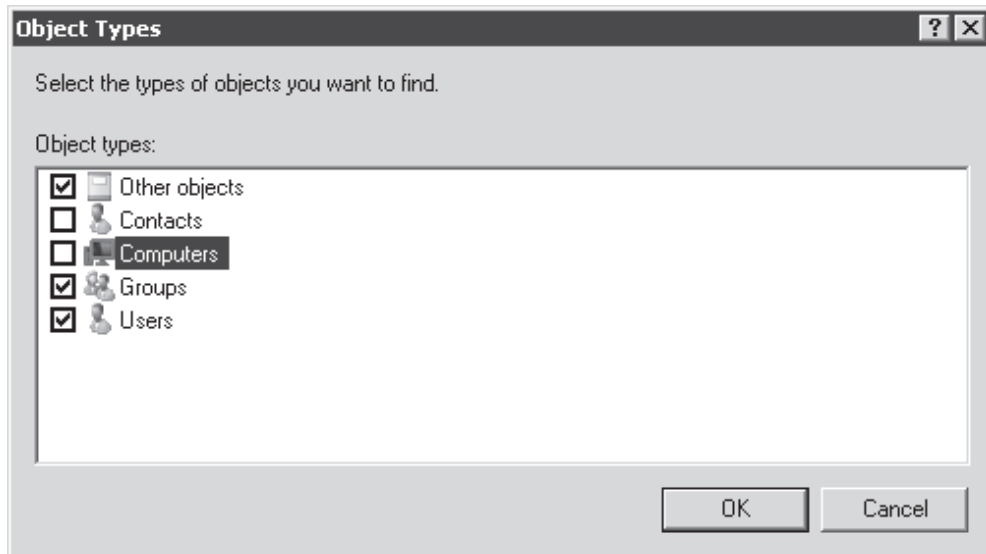 Object Types
Select the types of objects you want to find.
Object types:
Other objects
Contacts
Computers
Groups
Users
OK Cancel